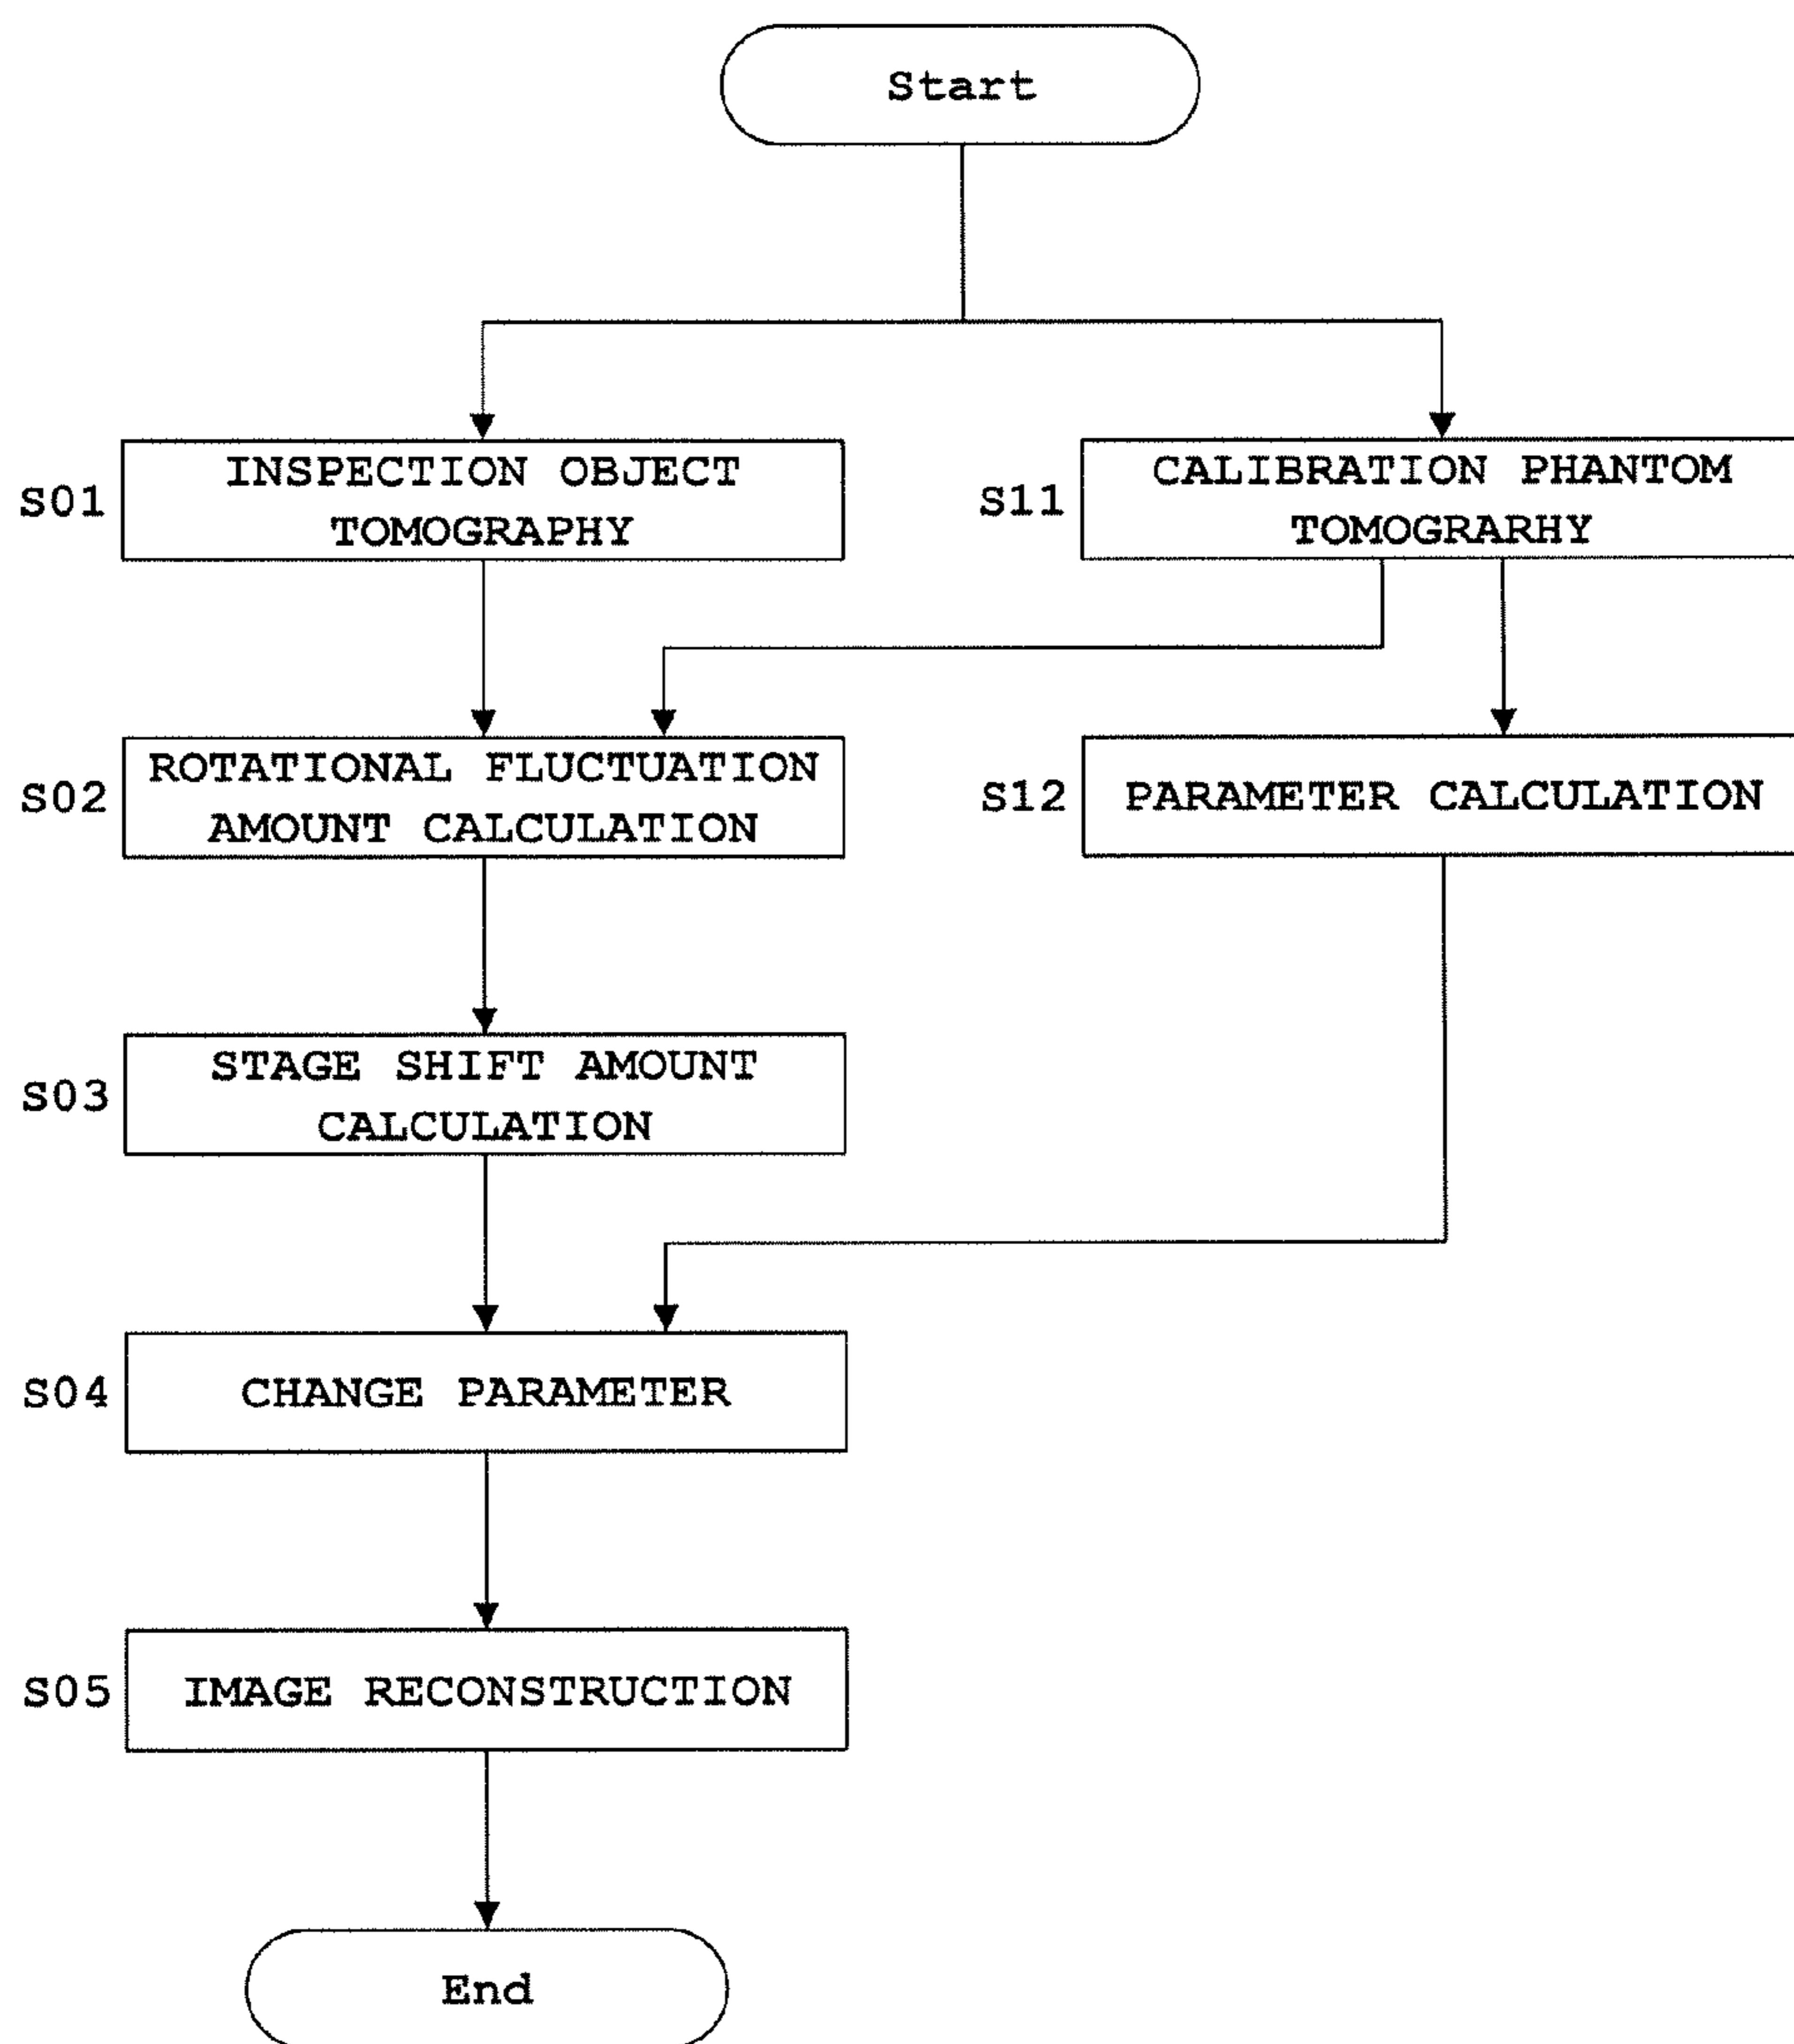 Start
S01
INSPECTION OBJECT
TOMOGRAPHY
S11
CALIBRATION PHANTOM
TOMOGRARHY
S02
ROTATIONAL FLUCTUATION
AMOUNT CALCULATION
S12
PARAMETER CALCULATION
S03
STAGE SHIFT AMOUNT
CALCULATION
S04
CHANGE PARAMETER
S05
IMAGE RECONSTRUCTION
End